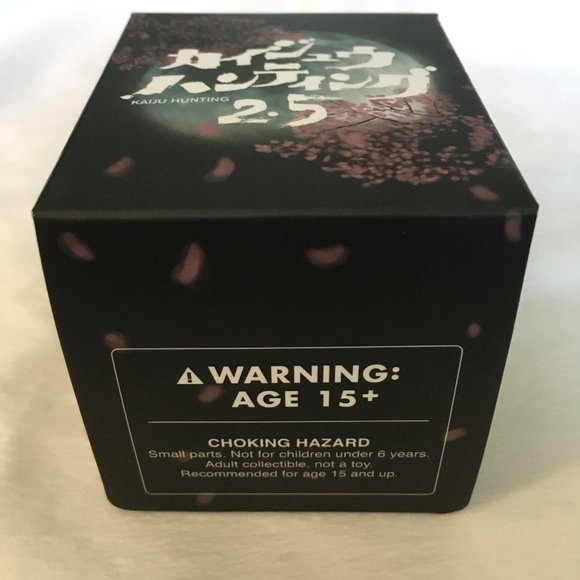 カイジュウ
ハンティング
KAIJU HUNTING
2.5
WARNING:
AGE 15+
CHOKING HAZARD
Small parts. Not for children under 6 years.
Adult collectible, not a toy.
Recommended for age 15 and up.